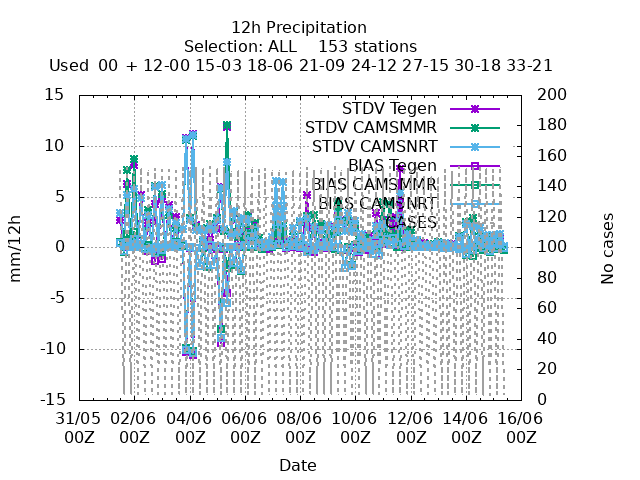 12h Precipitation
Selection: ALL 153 stations
Used 00 + 12-00 15-03 18-06 21-09 24-12 27-15 30-18 33-21
15
10
5
0
-5
-10
-15
mm/12h
200
180
160
140
120
100
80
60
40
20
0
No cases
STDV Tegen
STDV CAMSMMR
STDV CAMSNRT
BIAS Tegen
BIAS CAMSMMR
BIAS CAMSNRT
CASES
31/05 02/06 04/06 06/06 08/06 10/06 12/06 14/06 16/06
00Z 00Z 00Z 00Z 00Z 00Z 00Z 00Z 00Z
Date